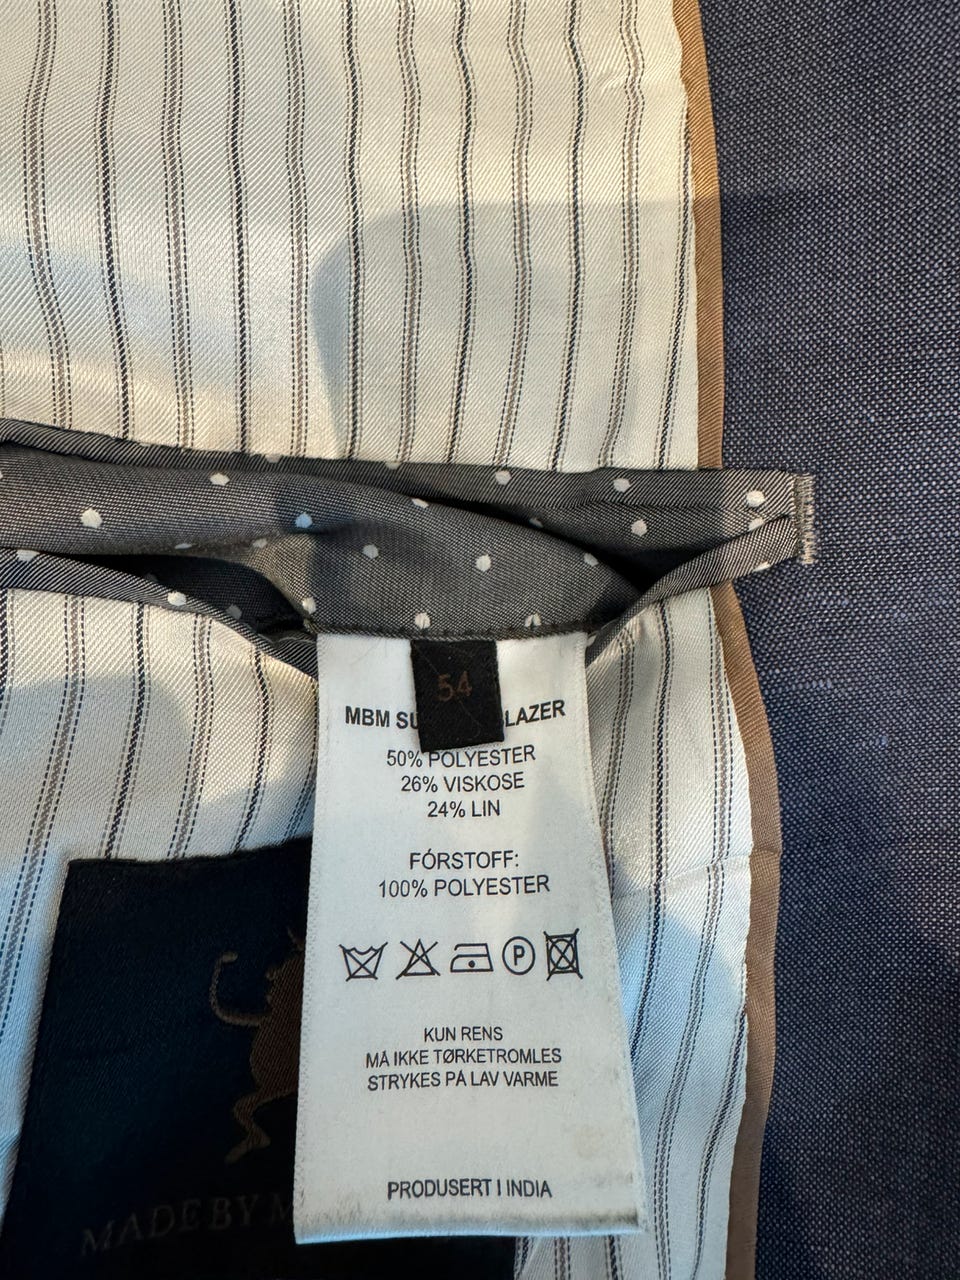 54
MBM SU LAZER
50% POLYESTER
26% VISKOSE
24% LIN
FÓRSTOFF:
100% POLYESTER
P
KUN RENS
MÅ IKKE TØRKETROMLES
STRYKES PÅ LAV VARME
PRODUSERT I INDIA
MADE BY M